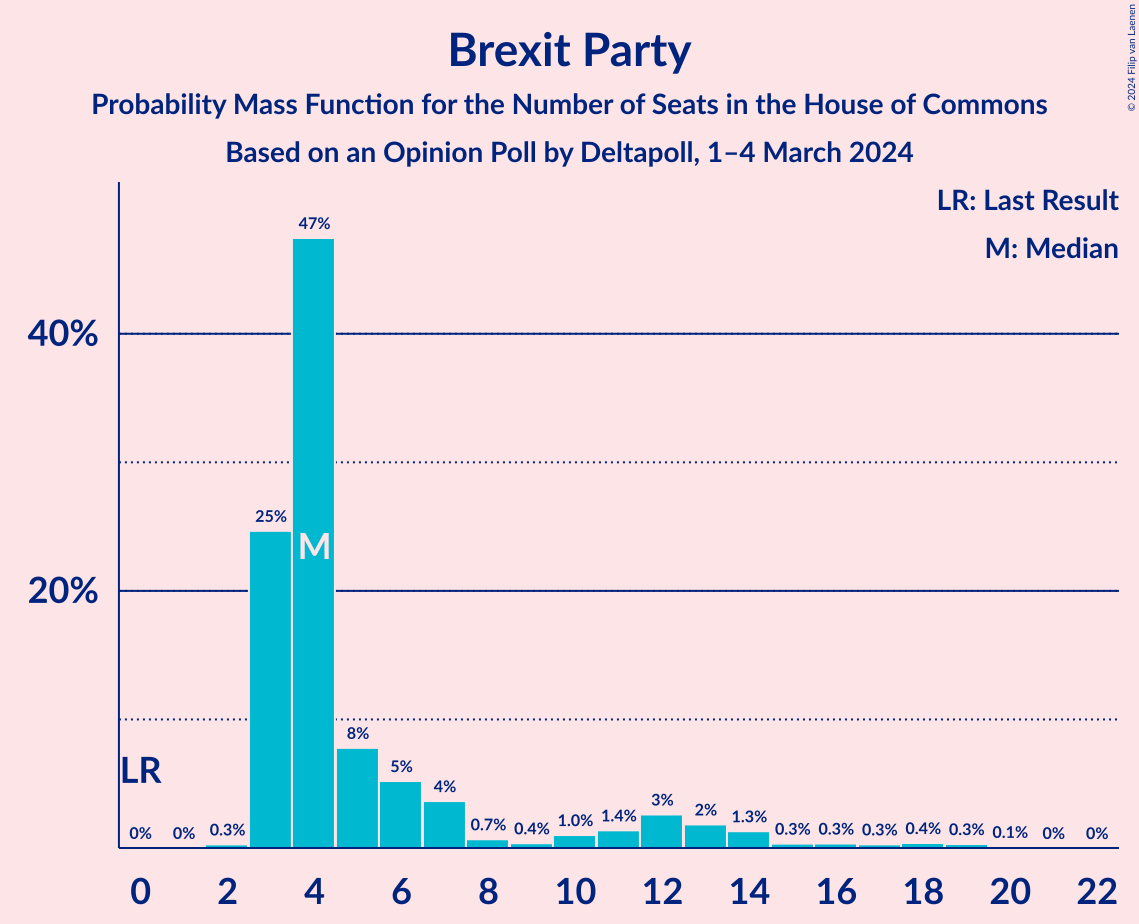 Brexit Party
Probability Mass Function for the Number of Seats in the House of Commons
Based on an Opinion Poll by Deltapoll, 1–4 March 2024
© 2024 Filip van Laenen
LR: Last Result
M: Median
40%
20%
LR
M
0%
0%
0.3%
25%
47%
8%
5%
4%
0.7%
0.4%
1.0%
1.4%
3%
2%
1.3%
0.3%
0.3%
0.3%
0.4%
0.3%
0.1%
0%
0%
0 2 4 6 8 10 12 14 16 18 20 22